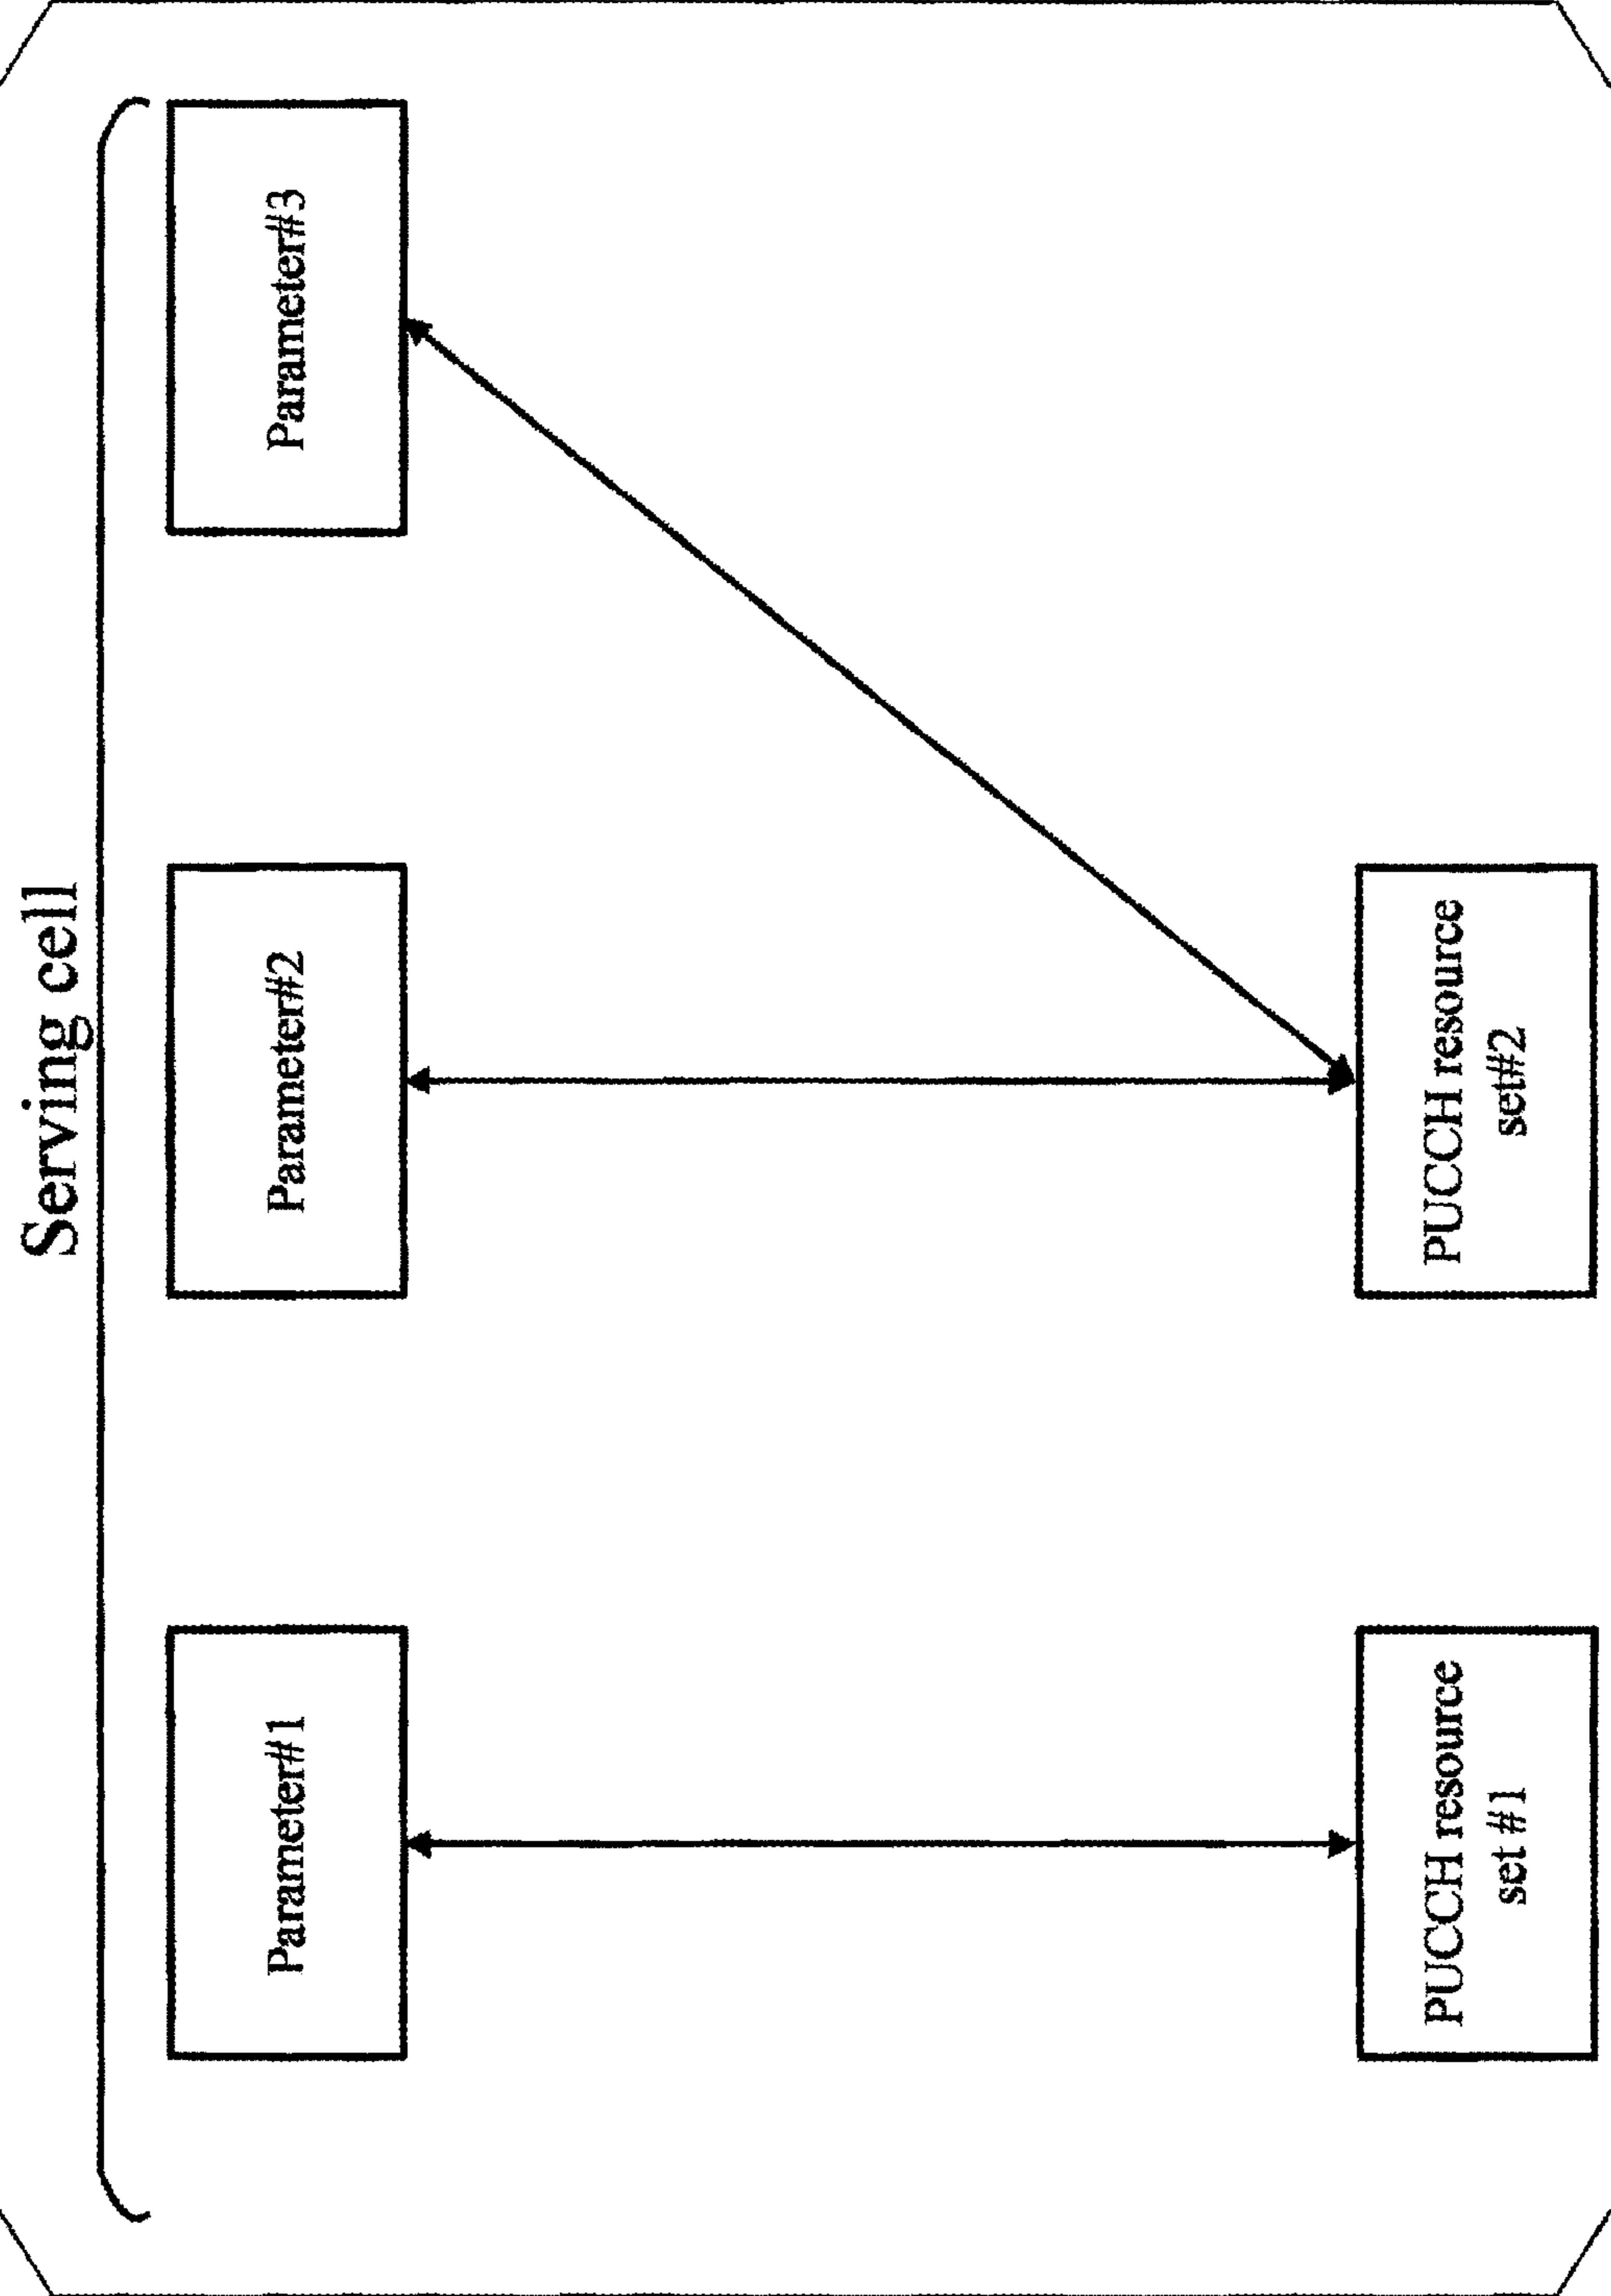 Serving cell
Parameter#1
Parameter#2
Parameter#3
PUCCH resource
set #1
PUCCH resource
set#2